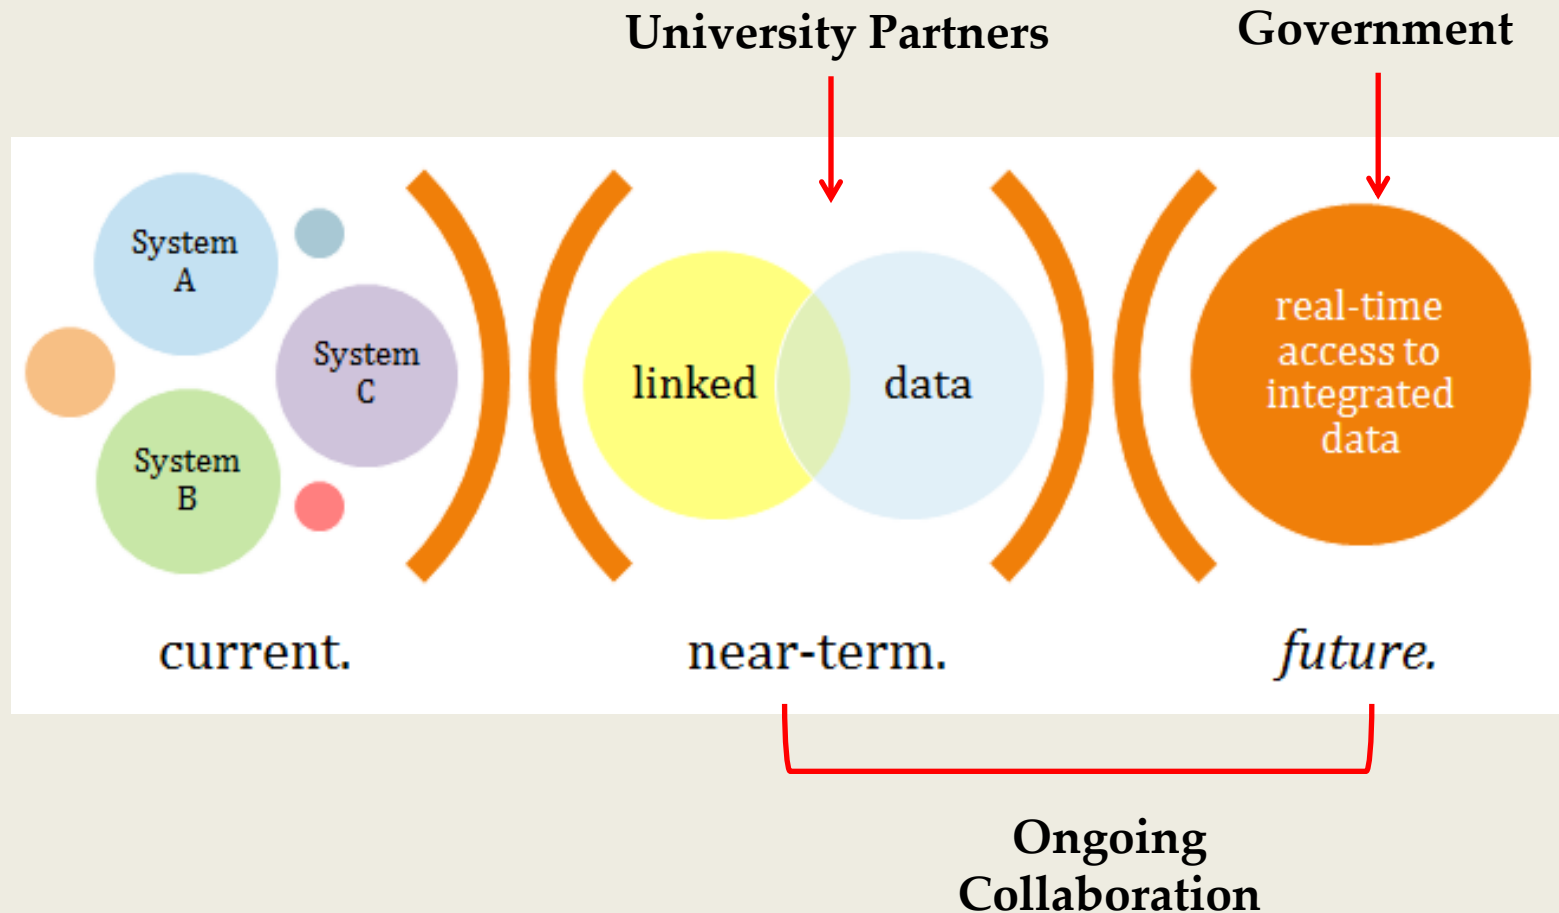 University Partners
Government
System
A
System
C
System
B
linked
data
real-time
access to
integrated
data
current.
near-term.
future.
Ongoing
Collaboration